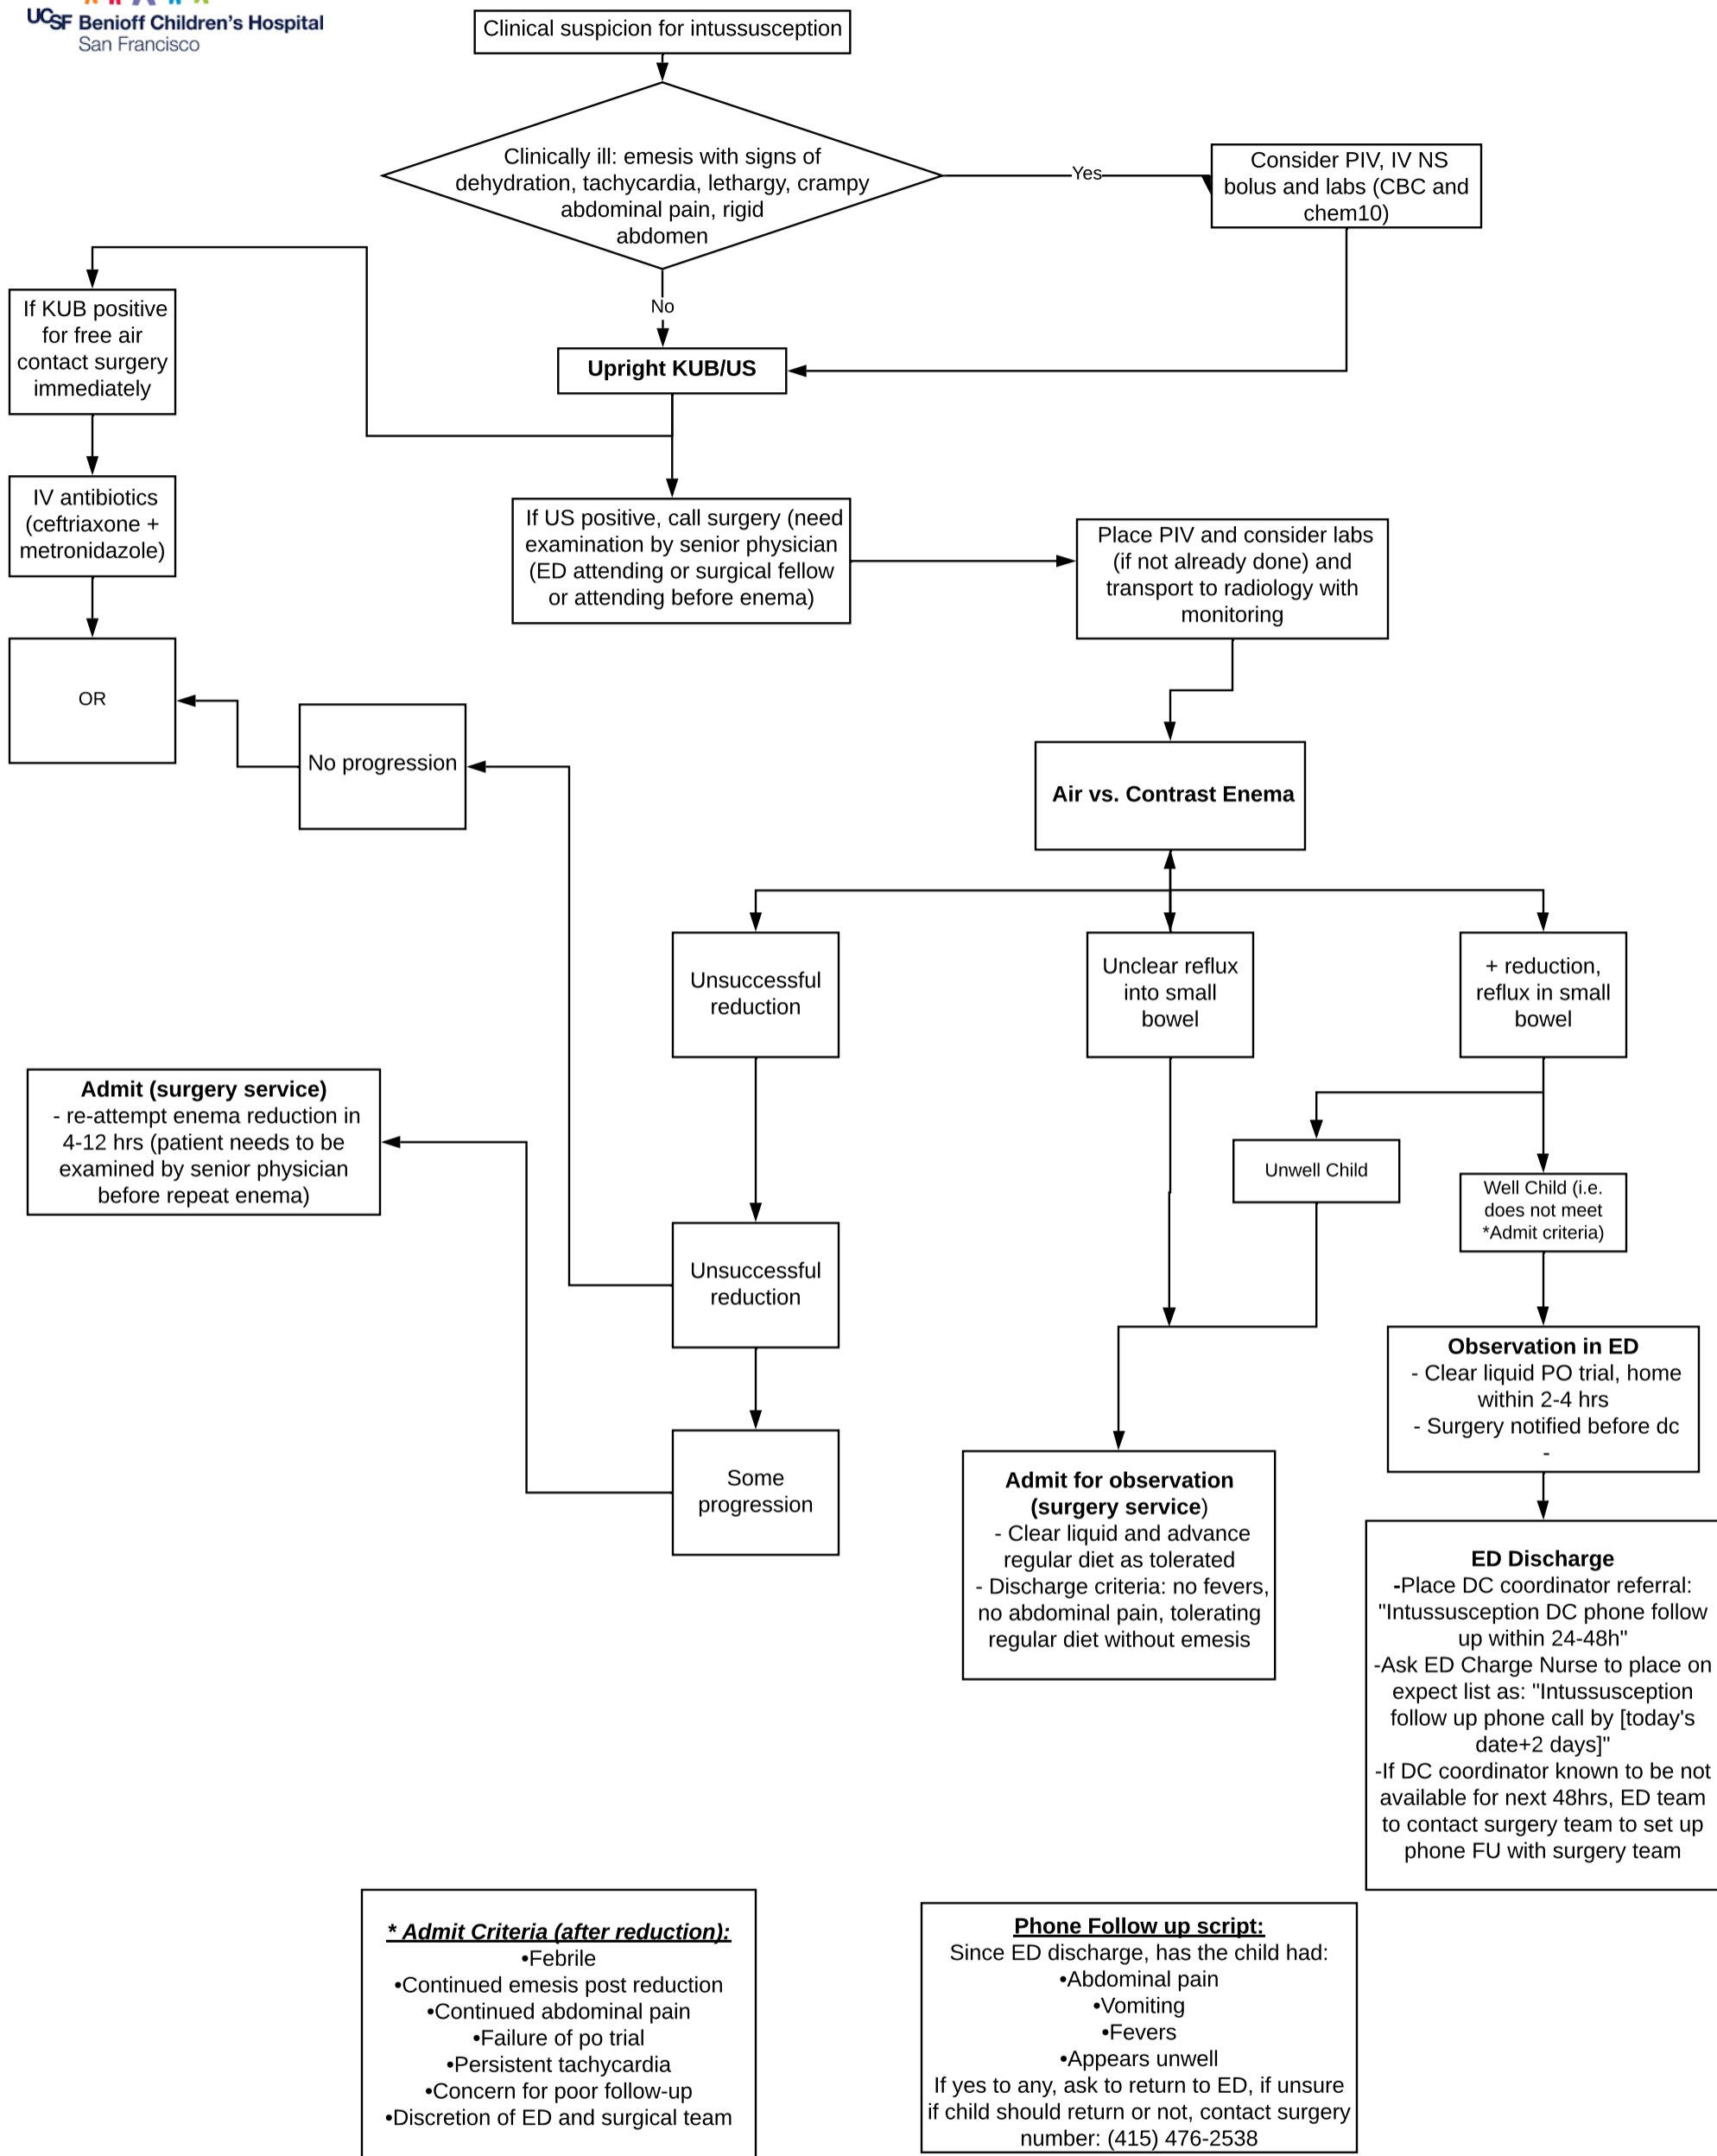 UCSF Benioff Children's Hospital
San Francisco
Clinical suspicion for intussusception
Clinically ill: emesis with signs of
dehydration, tachycardia, lethargy, crampy
abdominal pain, rigid
abdomen
Yes
Consider PIV, IV NS
bolus and labs (CBC and
chem10)
No
If KUB positive
for free air
contact surgery
immediately
Upright KUB/US
IV antibiotics
(ceftriaxone +
metronidazole)
If US positive, call surgery (need
examination by senior physician
(ED attending or surgical fellow
or attending before enema)
Place PIV and consider labs
(if not already done) and
transport to radiology with
monitoring
OR
No progression
Air vs. Contrast Enema
Unsuccessful
reduction
Unclear reflux
into small
bowel
+ reduction,
reflux in small
bowel
Admit (surgery service)
- re-attempt enema reduction in
4-12 hrs (patient needs to be
examined by senior physician
before repeat enema)
Unwell Child
Well Child (i.e.
does not meet
*Admit criteria)
Unsuccessful
reduction
Observation in ED
- Clear liquid PO trial, home
within 2-4 hrs
- Surgery notified before dc
-
Some
progression
Admit for observation
(surgery service)
- Clear liquid and advance
regular diet as tolerated
- Discharge criteria: no fevers,
no abdominal pain, tolerating
regular diet without emesis
ED Discharge
-Place DC coordinator referral:
"Intussusception DC phone follow
up within 24-48h"
-Ask ED Charge Nurse to place on
expect list as: "Intussusception
follow up phone call by [today's
date+2 days]"
-If DC coordinator known to be not
available for next 48hrs, ED team
to contact surgery team to set up
phone FU with surgery team
* Admit Criteria (after reduction):
•Febrile
•Continued emesis post reduction
•Continued abdominal pain
•Failure of po trial
•Persistent tachycardia
•Concern for poor follow-up
•Discretion of ED and surgical team
Phone Follow up script:
Since ED discharge, has the child had:
•Abdominal pain
•Vomiting
•Fevers
•Appears unwell
If yes to any, ask to return to ED, if unsure
if child should return or not, contact surgery
number: (415) 476-2538